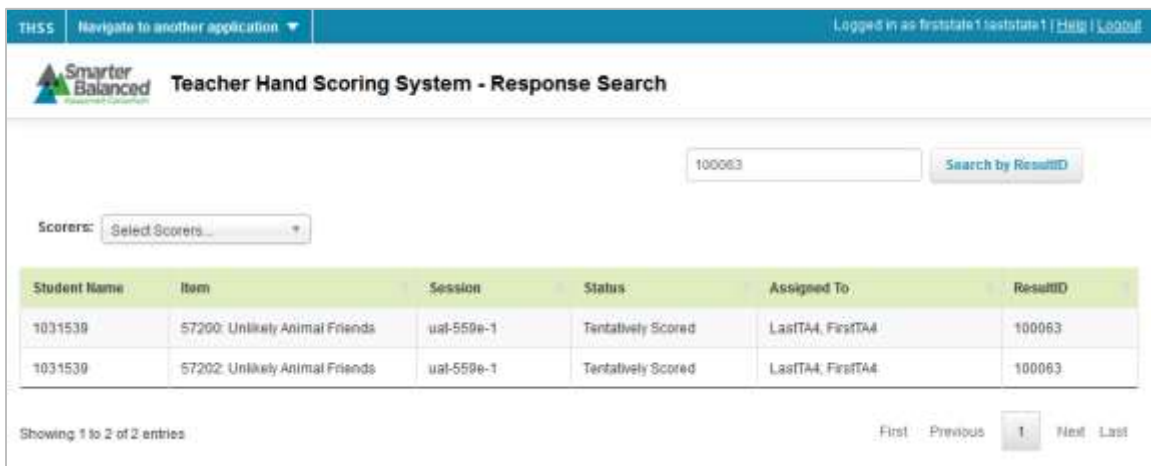 THSS Navigate to another application Logged in as firststate1 laststate1 | Help | Logout
Smarter
Balanced
Teacher Hand Scoring System - Response Search
100063 Search by ResultID
Scorers: Select Scorers...
Student Name Item Session Status Assigned To ResultID
1031539 57200: Unlikely Animal Friends uat-559e-1 Tentatively Scored LastTA4, FirstTA4 100063
1031539 57202: Unlikely Animal Friends uat-559e-1 Tentatively Scored LastTA4, FirstTA4 100063
Showing 1 to 2 of 2 entries First Previous 1 Next Last